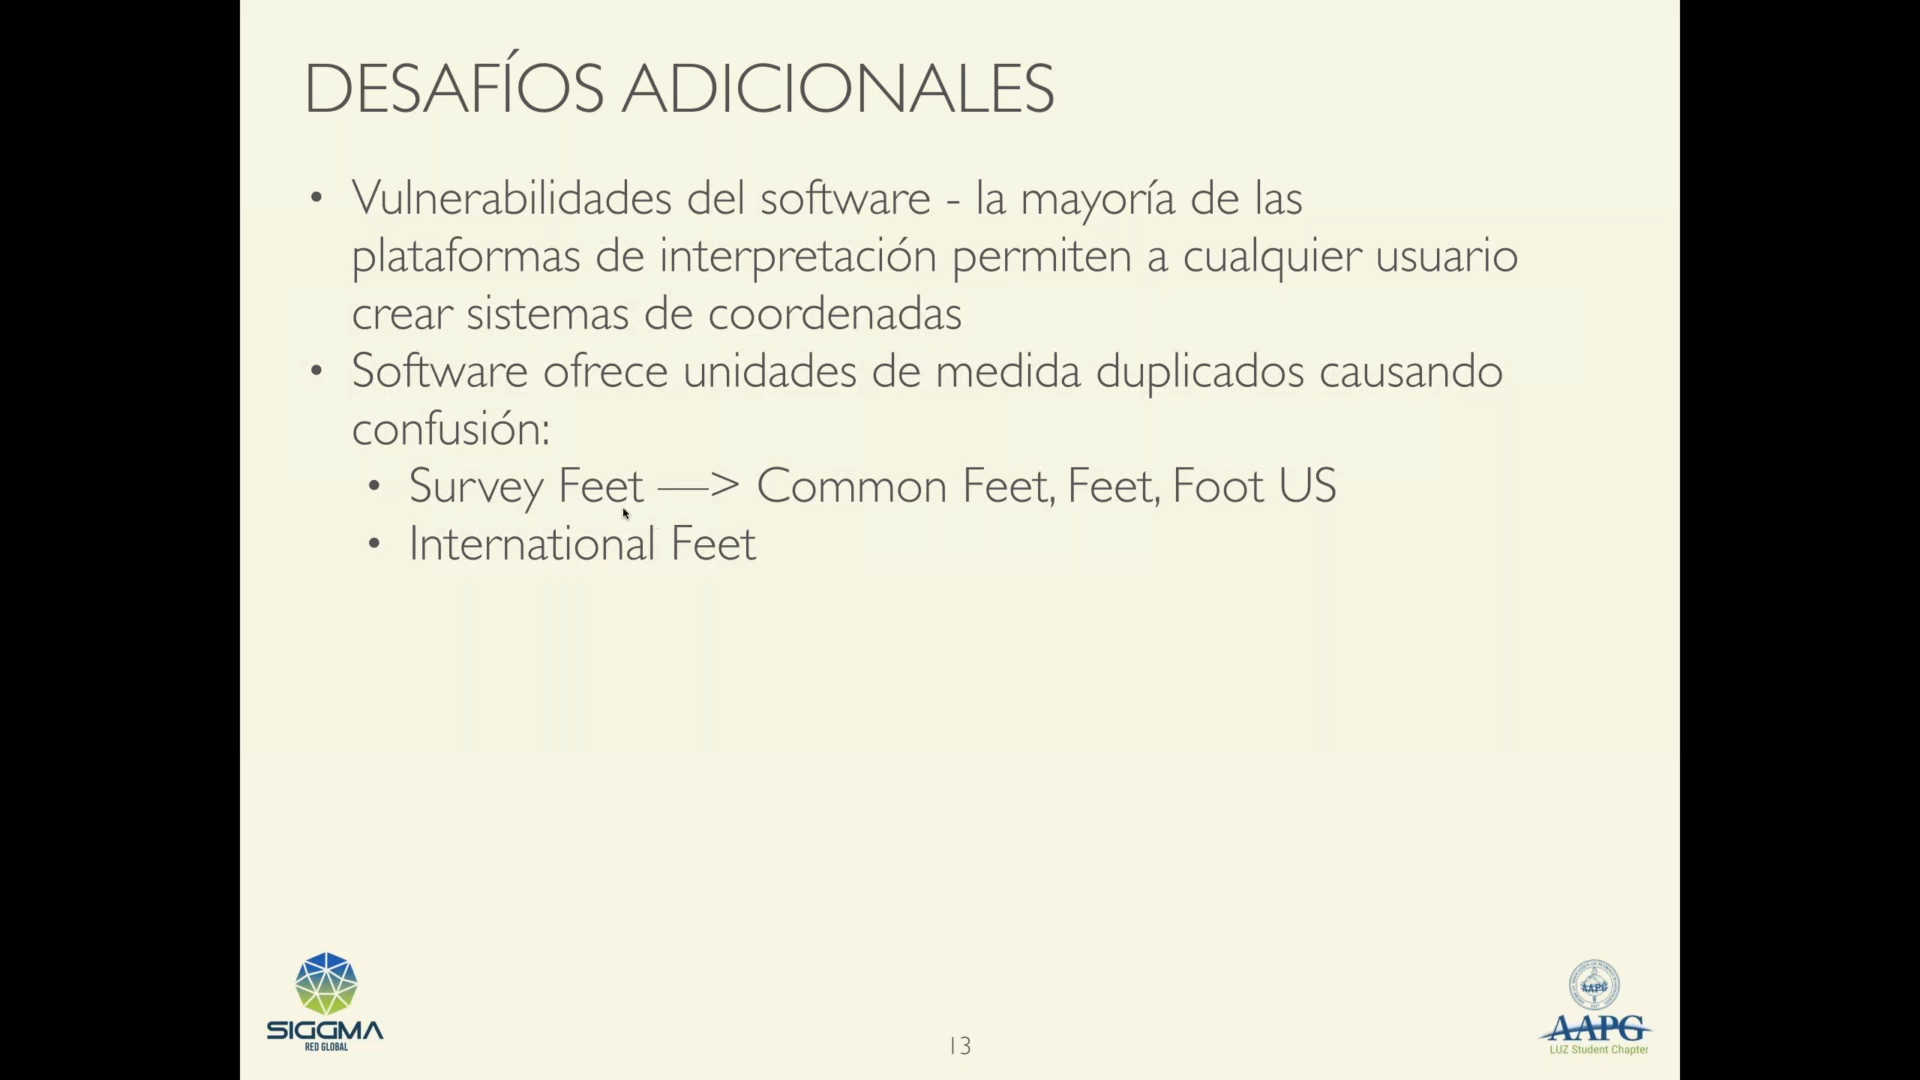 DESAFÍOS ADICIONALES
• Vulnerabilidades del software - la mayoría de las
plataformas de interpretación permiten a cualquier usuario
crear sistemas de coordenadas
• Software ofrece unidades de medida duplicados causando
confusión:
• Survey Feet —> Common Feet, Feet, Foot US
• International Feet
SIGGMA
RED GLOBAL
13
AAPG
AAPG
LUZ Student Chapter